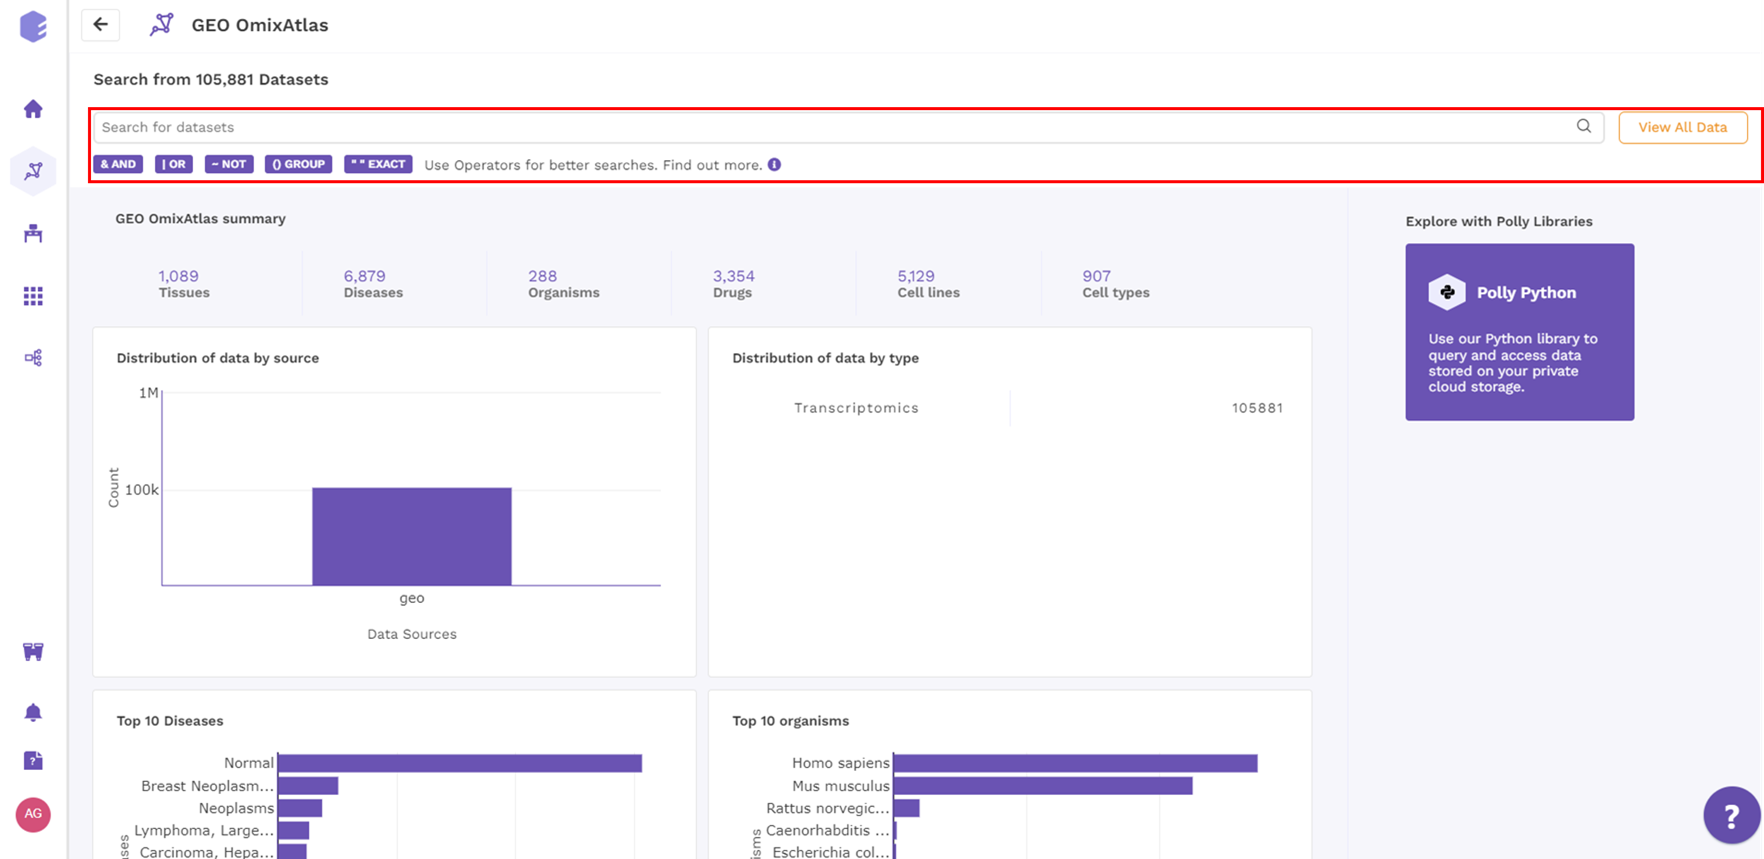 GEO OmixAtlas
Search from 105,881 Datasets
Search for datasets
View All Data
& AND
| OR
~ NOT
() GROUP
" " EXACT
Use Operators for better searches. Find out more.
GEO OmixAtlas summary
1,089
Tissues
6,879
Diseases
288
Organisms
3,354
Drugs
5,129
Cell lines
907
Cell types
Explore with Polly Libraries
Polly Python
Use our Python library to
query and access data
stored on your private
cloud storage.
Distribution of data by source
1M
100k
Count
geo
Data Sources
Distribution of data by type
Transcriptomics 105881
Top 10 Diseases
Normal
Breast Neoplasm...
Neoplasms
Lymphoma, Large...
Carcinoma, Hepa...
Top 10 organisms
Homo sapiens
Mus musculus
Rattus norvegic...
Caenorhabditis ...
Escherichia col...
AG
?